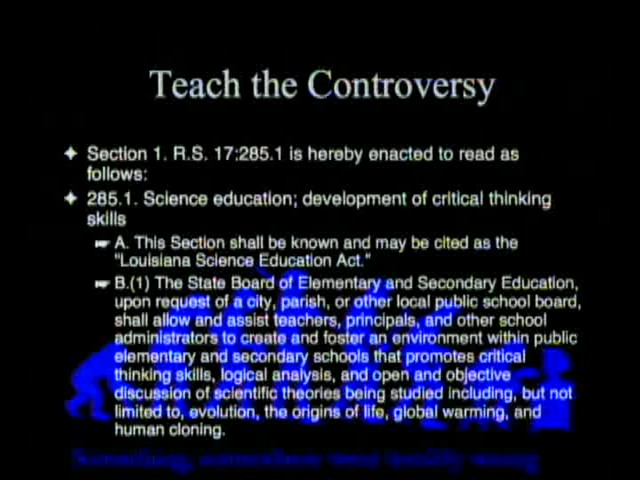 Teach the Controversy
Section 1. R.S. 17:285.1 is hereby enacted to read as
follows:
285.1. Science education; development of critical thinking
skills
A. This Section shall be known and may be cited as the
"Louisiana Science Education Act."
B.(1) The State Board of Elementary and Secondary Education,
upon request of a city, parish, or other local public school board,
shall allow and assist teachers, principals, and other school
administrators to create and foster an environment within public
elementary and secondary schools that promotes critical
thinking skills, logical analysis, and open and objective
discussion of scientific theories being studied including, but not
limited to, evolution, the origins of life, global warming, and
human cloning.
Something, somewhere went terribly wrong